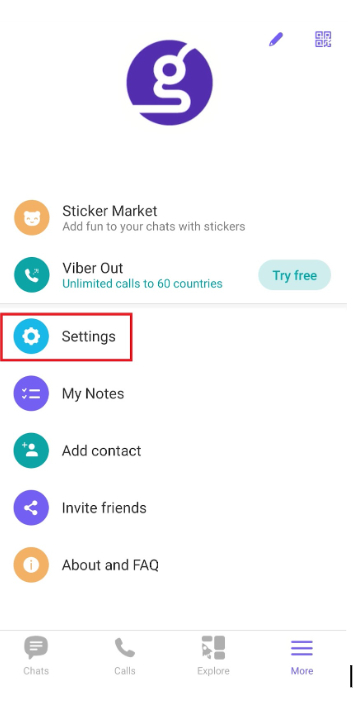 Sticker Market
Add fun to your chats with stickers
Viber Out
Unlimited calls to 60 countries
Try free
Settings
My Notes
Add contact
Invite friends
About and FAQ
Chats
Calls
Explore
More